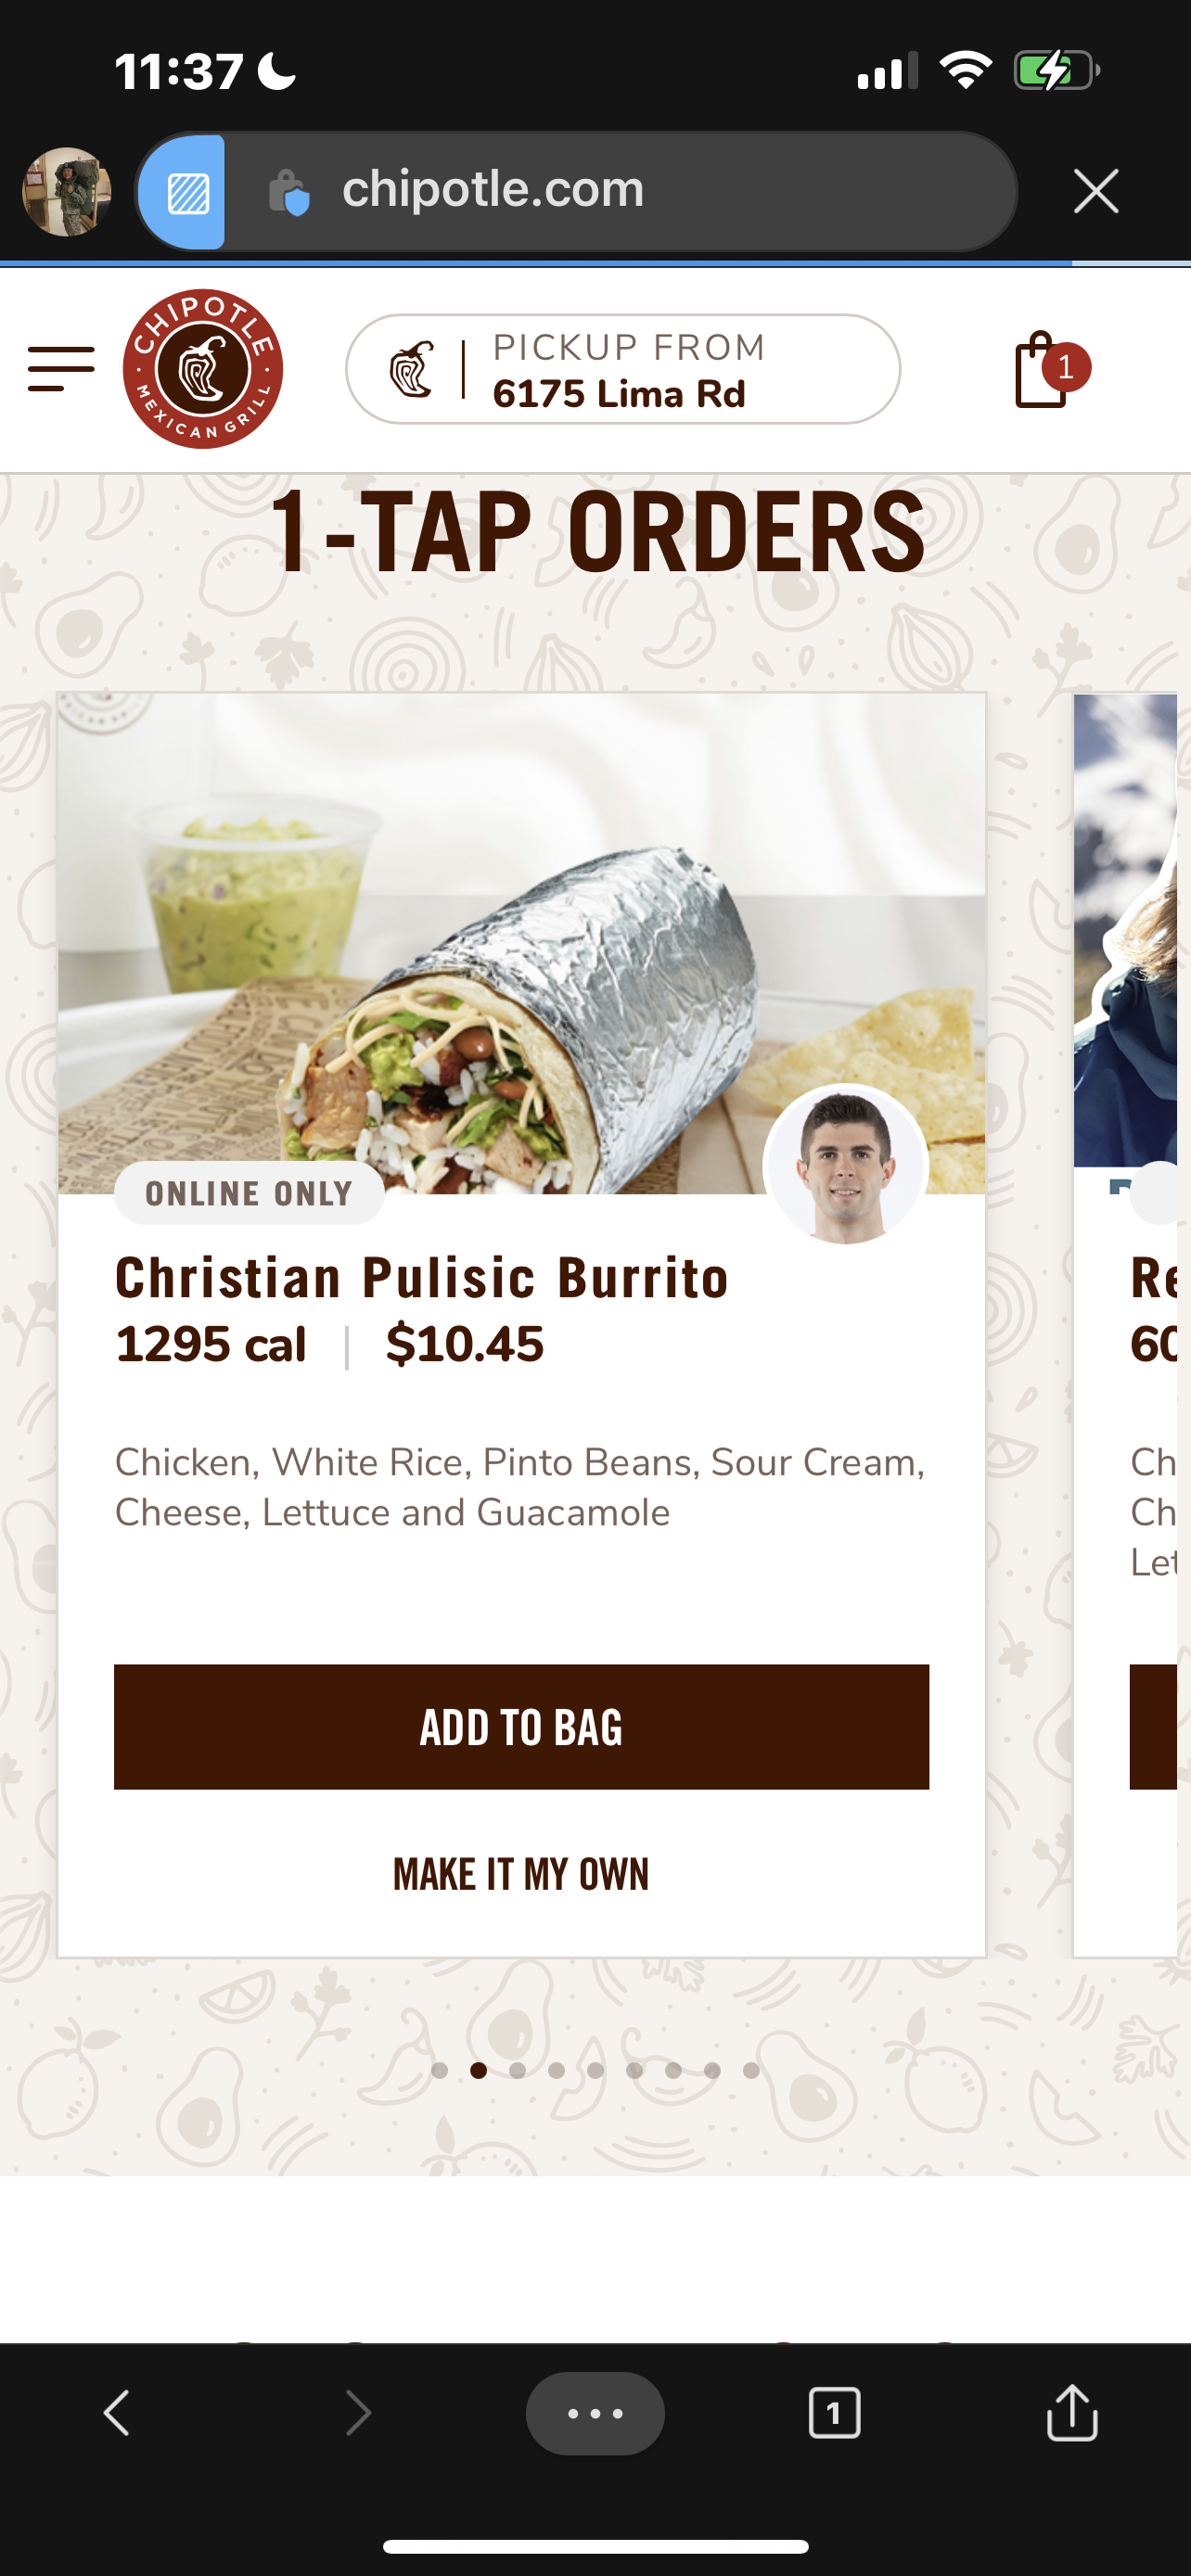 11:37
chipotle.com
CHIPOTLE
MEXICAN GRILL
PICKUP FROM
6175 Lima Rd
1
1-TAP ORDERS
ONLINE ONLY
Christian Pulisic Burrito
1295 cal | $10.45
Chicken, White Rice, Pinto Beans, Sour Cream,
Cheese, Lettuce and Guacamole
ADD TO BAG
MAKE IT MY OWN
Re
60
Ch
Ch
Let
1